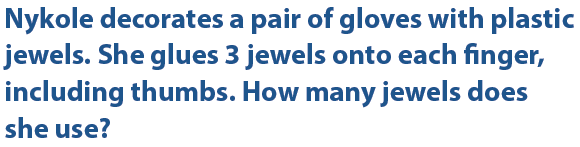 Nykole decorates a pair of gloves with plastic
jewels. She glues 3 jewels onto each finger,
including thumbs. How many jewels does
she use?